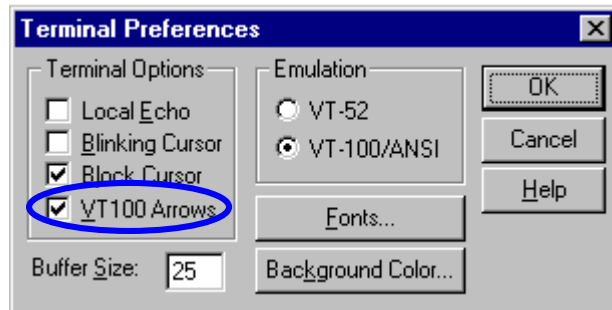 Terminal Preferences
Terminal Options
Local Echo
Blinking Cursor
Block Cursor
VT100 Arrows
Buffer Size: 25
Emulation
VT-52
VT-100/ANSI
Fonts...
Background Color...
OK
Cancel
Help